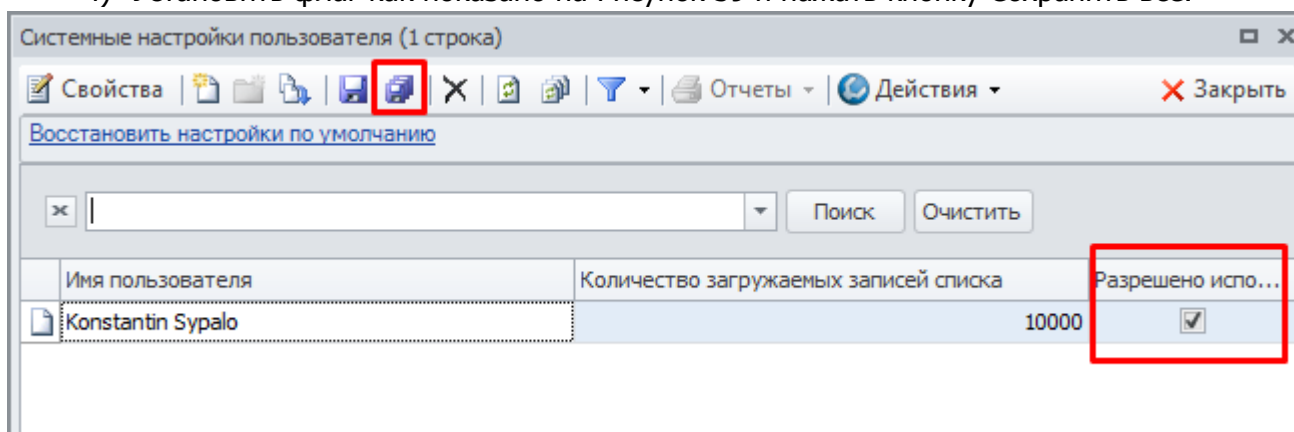 Системные настройки пользователя (1 строка)
Свойства Отчеты Действия Закрыть
Восстановить настройки по умолчанию
Поиск Очистить
Имя пользователя Количество загружаемых записей списка Разрешено испо...
Konstantin Sypalo 10000